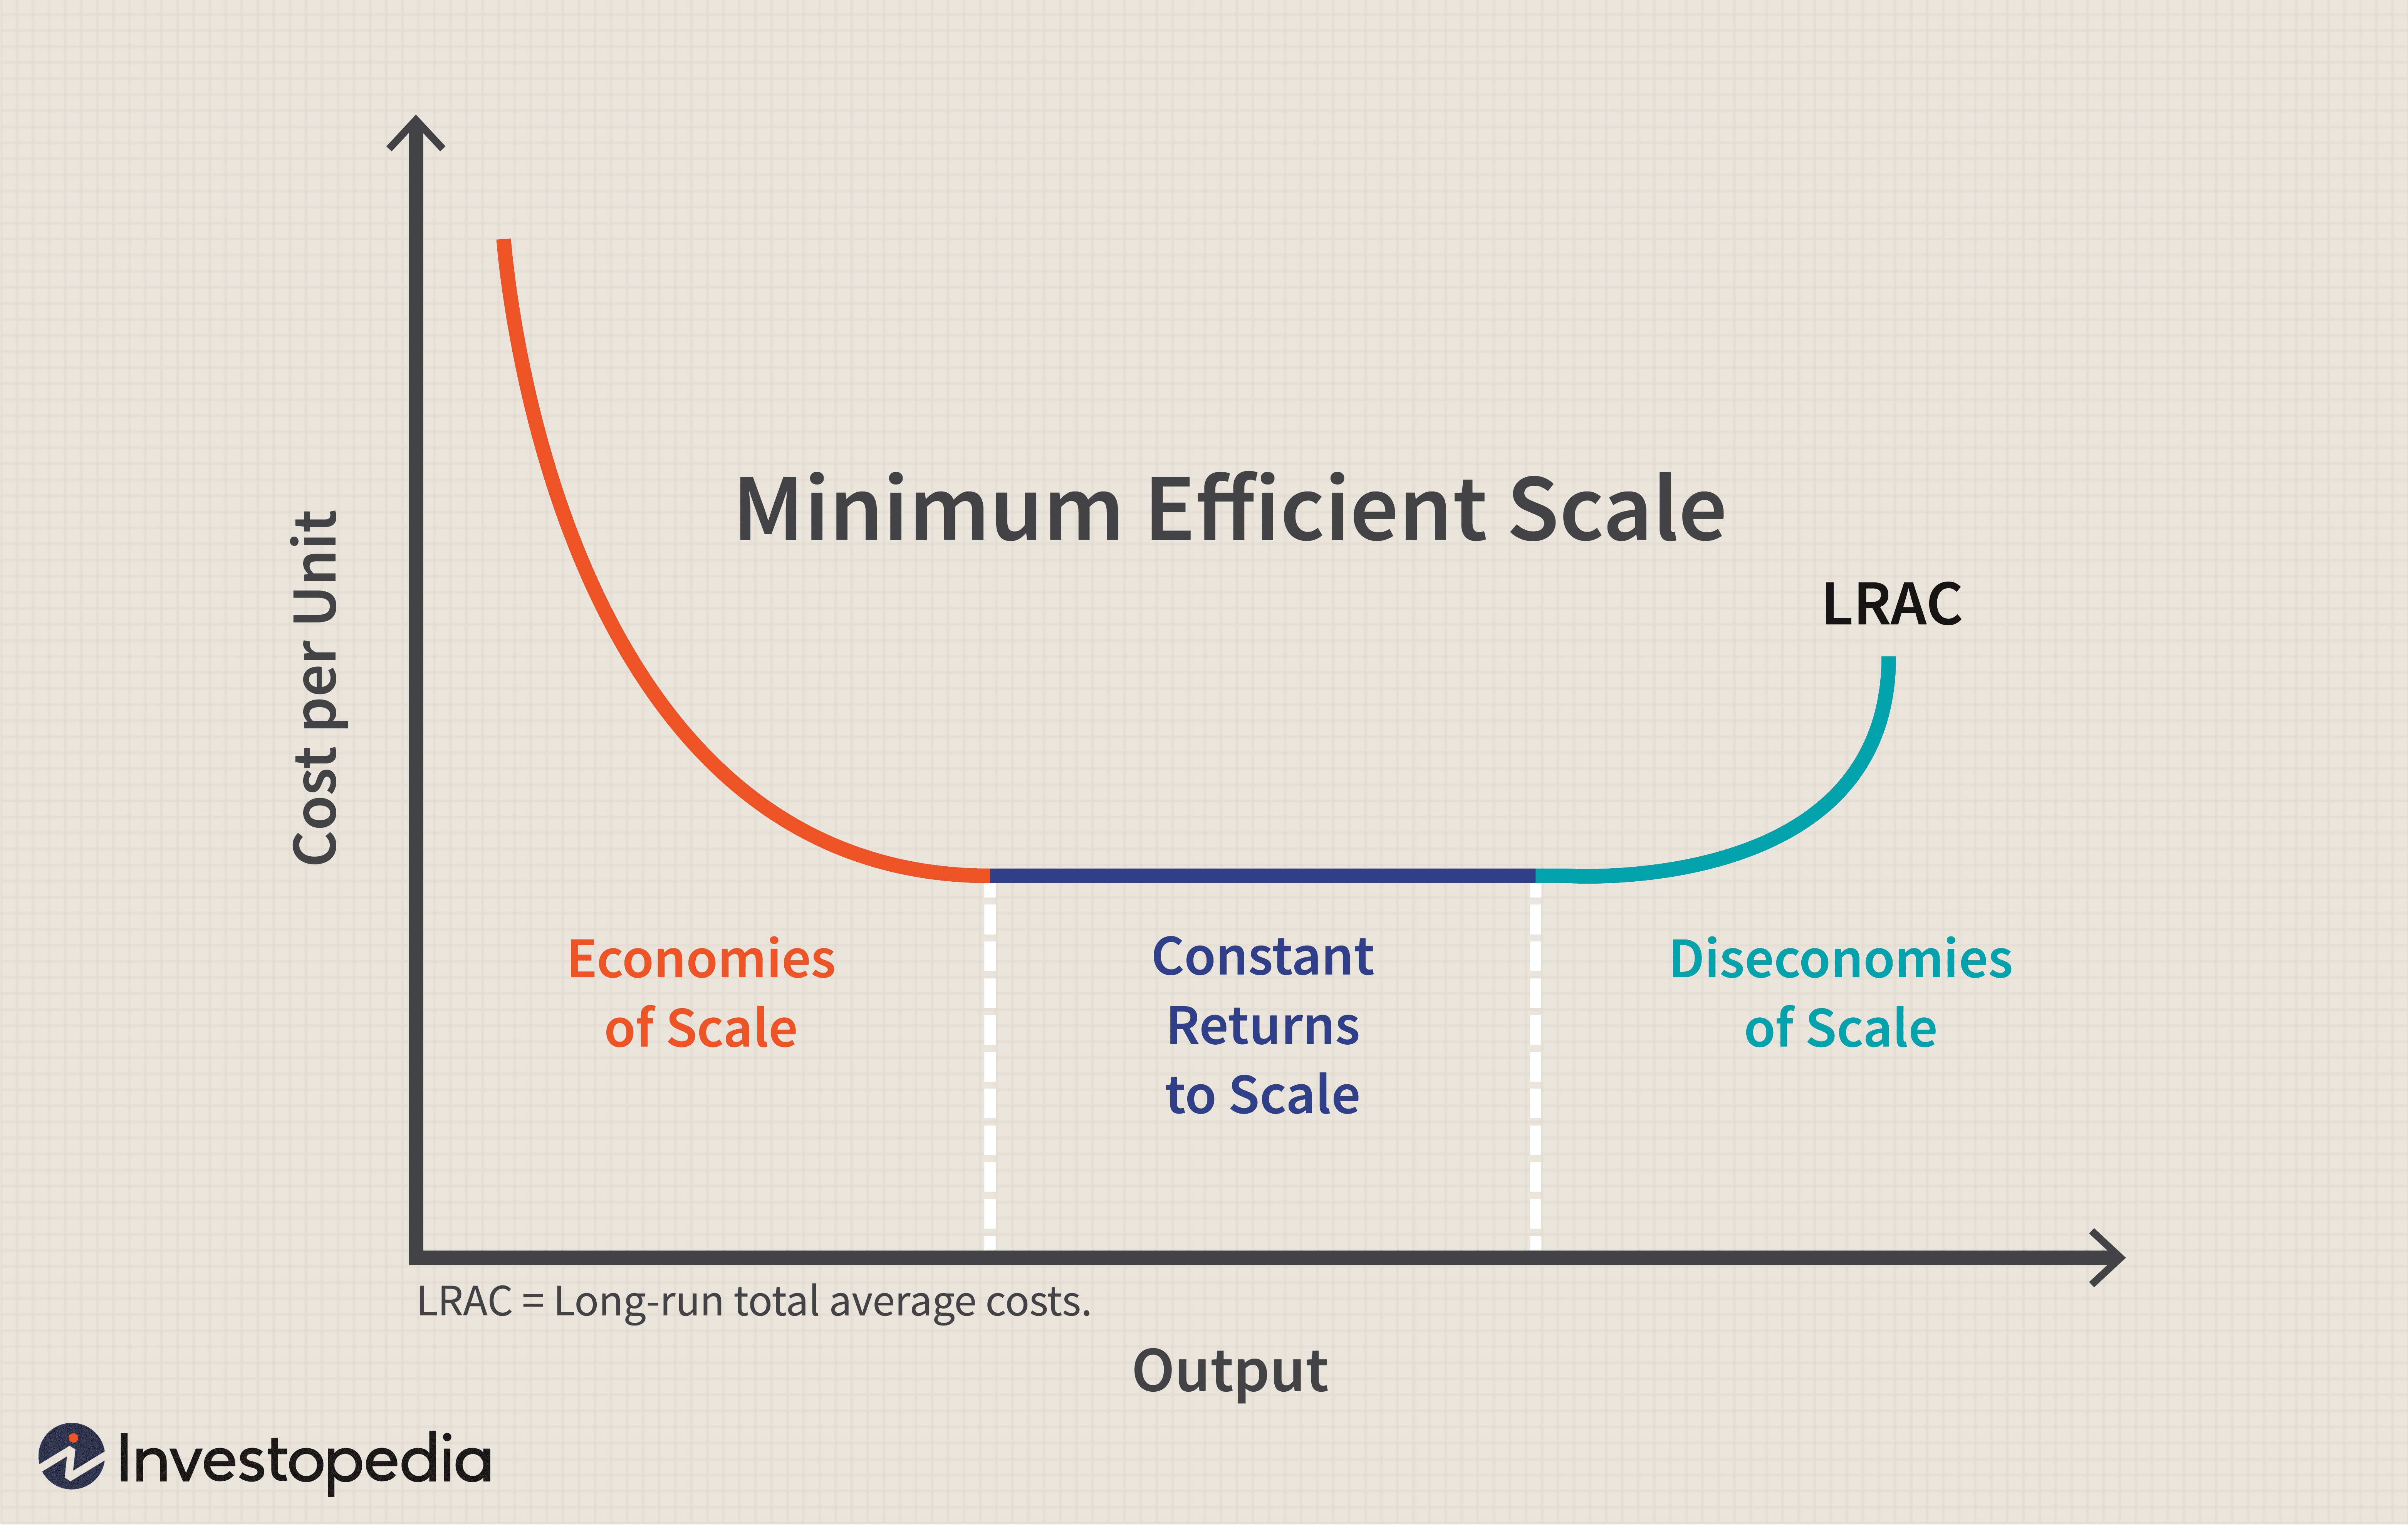 Minimum Efficient Scale
LRAC
Cost per Unit
Economies
of Scale
Constant
Returns
to Scale
Diseconomies
of Scale
LRAC = Long-run total average costs.
Output
Investopedia